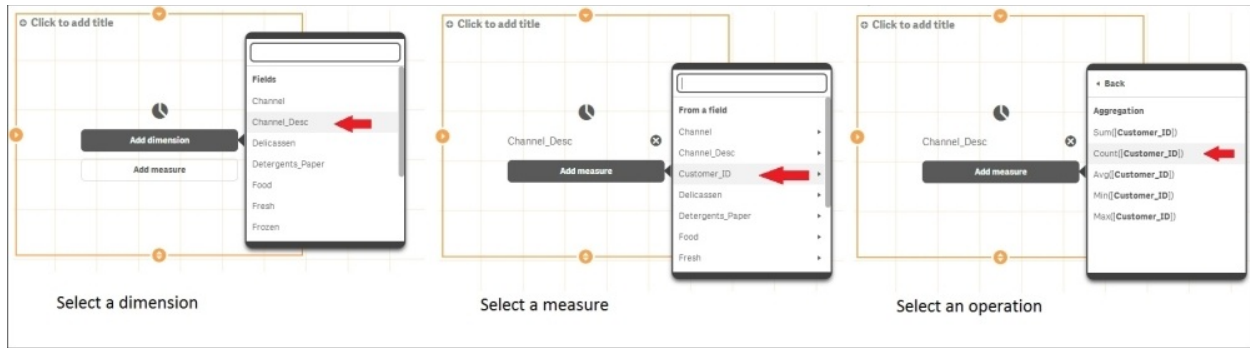 Click to add title
Add dimension
Add measure
Fields
Channel
Channel_Desc
Delicassen
Detergents_Paper
Food
Fresh
Frozen
Select a dimension
Click to add title
Channel_Desc
Add measure
From a field
Channel
Channel_Desc
Customer_ID
Delicassen
Detergents_Paper
Food
Fresh
Select a measure
Click to add title
Channel_Desc
Add measure
Back
Aggregation
Sum([Customer_ID])
Count([Customer_ID])
Avg([Customer_ID])
Min([Customer_ID])
Max([Customer_ID])
Select an operation